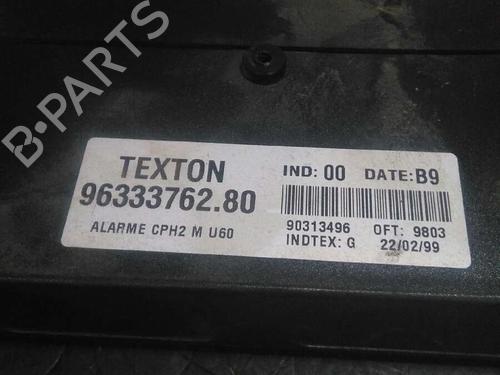 B-PARTS
TEXTON
96333762.80
ALARME CPH2 M U60
IND: 00 DATE: B9
90313496 OFT: 9803
INDTEX: G 22/02/99